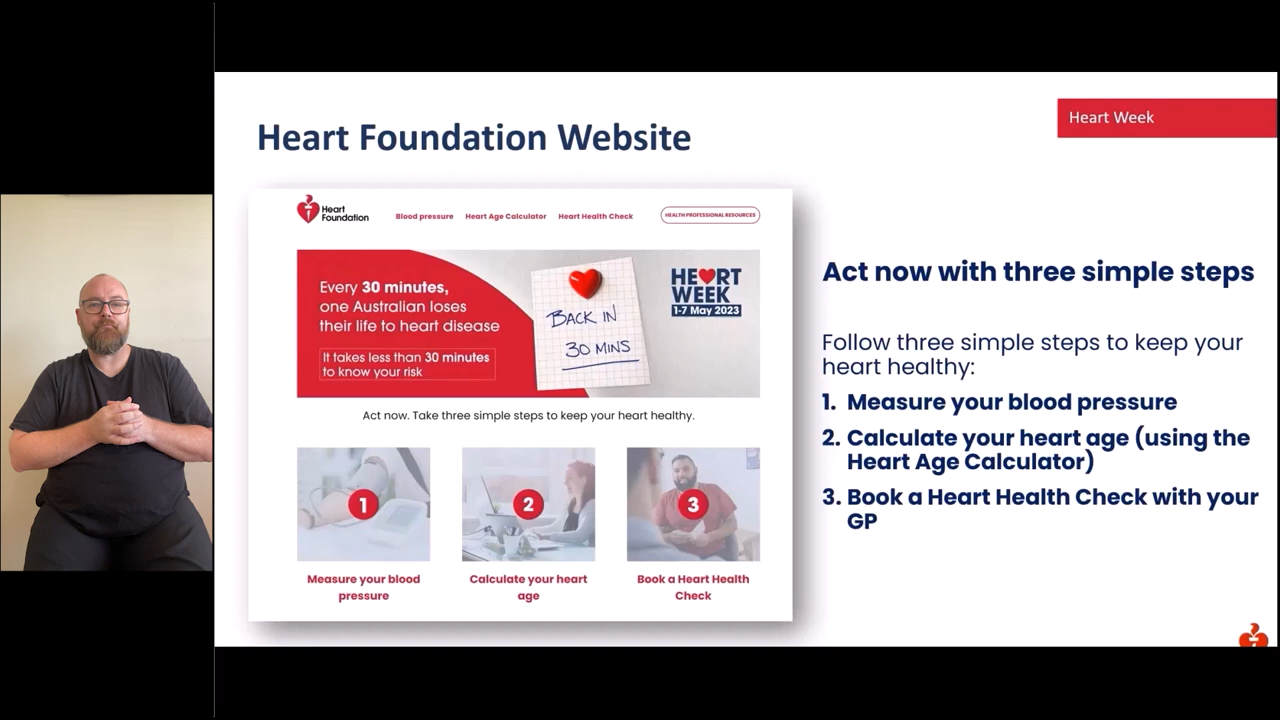 Heart Foundation Website
Heart Week
Heart
Foundation
Blood pressure
Heart Age Calculator
Heart Health Check
HEALTH PROFESSIONAL RESOURCES
Every 30 minutes,
one Australian loses
their life to heart disease
It takes less than 30 minutes
to know your risk
BACK IN
30 MINS
HEART
WEEK
1-7 May 2023
Act now. Take three simple steps to keep your heart healthy.
1
2
3
Measure your blood
pressure
Calculate your heart
age
Book a Heart Health
Check
Act now with three simple steps
Follow three simple steps to keep your
heart healthy:
1. Measure your blood pressure
2. Calculate your heart age (using the
Heart Age Calculator)
3. Book a Heart Health Check with your
GP